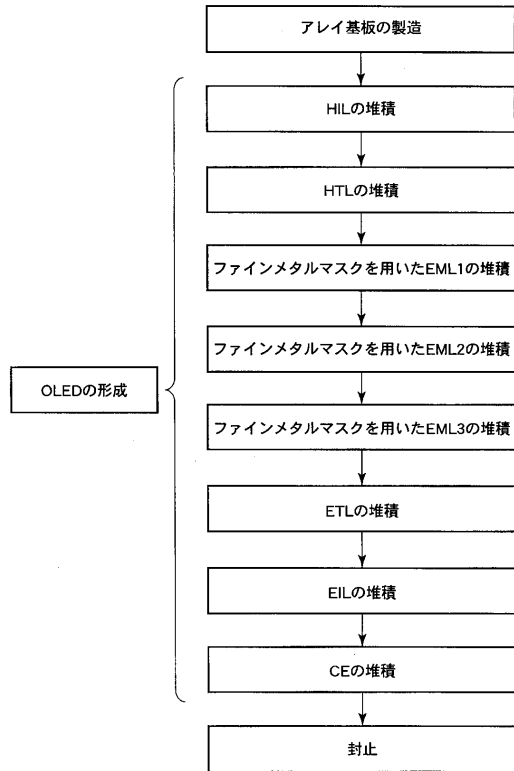 アレイ基板の製造
HILの堆積
HTLの堆積
ファインメタルマスクを用いたEML1の堆積
ファインメタルマスクを用いたEML2の堆積
OLEDの形成
ファインメタルマスクを用いたEML3の堆積
ETLの堆積
EILの堆積
CEの堆積
封止